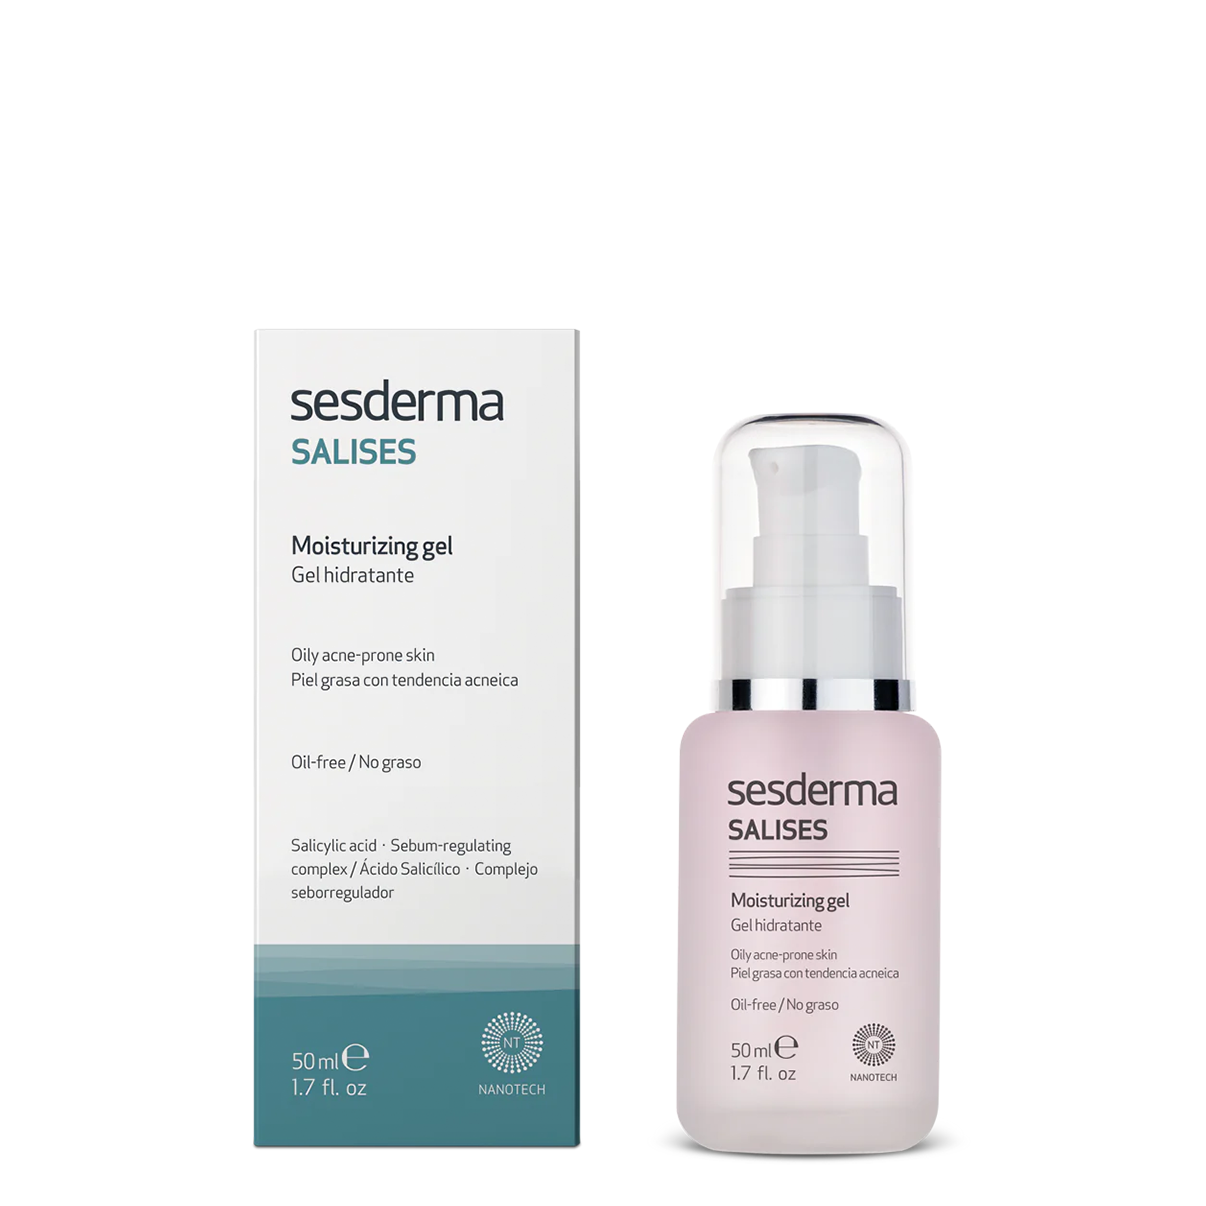 sesderma
SALISES
Moisturizing gel
Gel hidratante
Oily acne-prone skin
Piel grasa con tendencia acneica
Oil-free / No graso
Salicylic acid · Sebum-regulating
complex / Ácido Salicílico · Complejo
seborregulador
50 ml e
1.7 fl. oz
NT
NANOTECH
sesderma
SALISES
Moisturizing gel
Gel hidratante
Oily acne-prone skin
Piel grasa con tendencia acneica
Oil-free / No graso
50 ml e
1.7 fl. oz
NT
NANOTECH